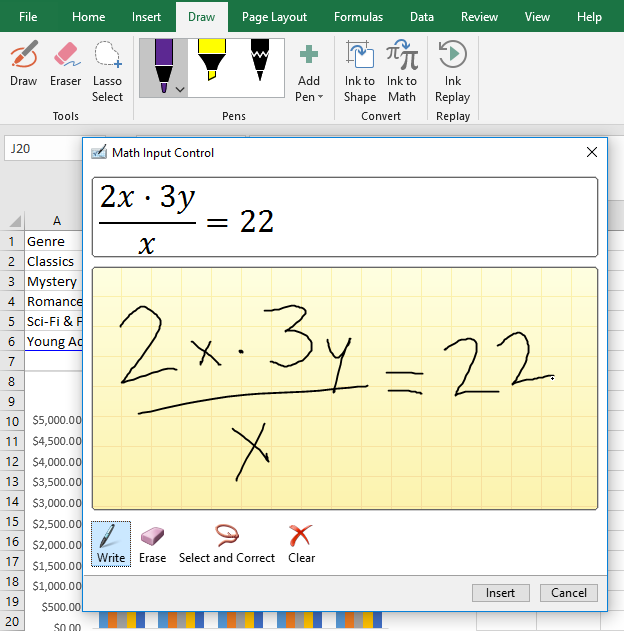 File Home Insert Draw Page Layout Formulas Data Review View Help
Draw Eraser Lasso Select Add Pen Ink to Shape Ink to Math Ink Replay
Tools Pens Convert Replay
J20
Math Input Control
2x · 3y
= 22
x
2x · 3y
= 22
x
A
1 Genre
2 Classics
3 Mystery
4 Romance
5 Sci-Fi & F
6 Young Ad
7
8
9
10 $5,000.00
11 $4,500.00
12 $4,000.00
13 $3,500.00
14 $3,000.00
15 $2,500.00
16 $2,000.00
17 $1,500.00
18 $1,000.00
19 $500.00
20 $0.00
Write Erase Select and Correct Clear
Insert Cancel